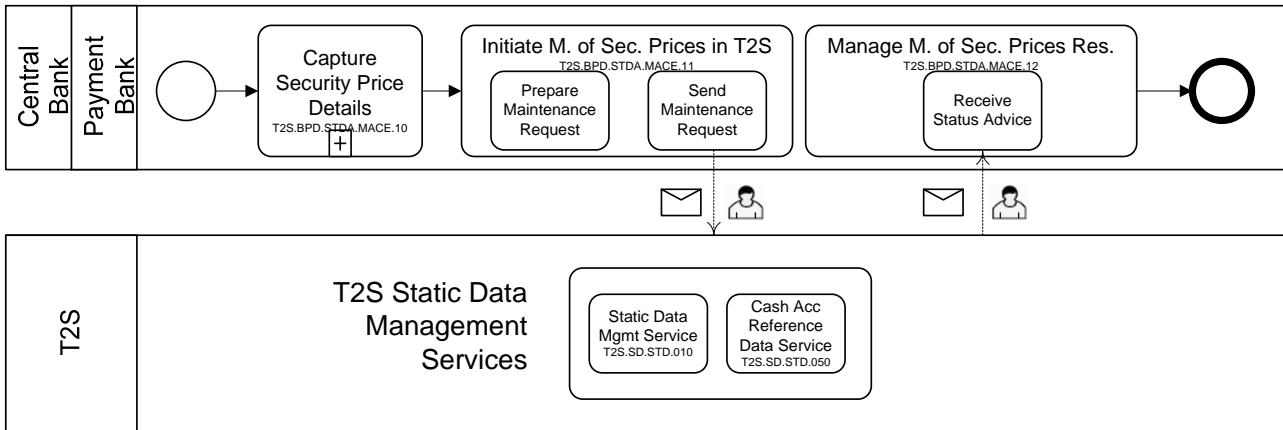 Central
Bank
Payment
Bank
Capture
Security Price
Details
T2S.BPD.STDA.MACE.10
Initiate M. of Sec. Prices in T2S
T2S.BPD.STDA.MACE.11
Prepare
Maintenance
Request
Send
Maintenance
Request
Manage M. of Sec. Prices Res.
T2S.BPD.STDA.MACE.12
Receive
Status Advice
T2S
T2S Static Data
Management
Services
Static Data
Mgmt Service
T2S.SD.STD.010
Cash Acc
Reference
Data Service
T2S.SD.STD.050